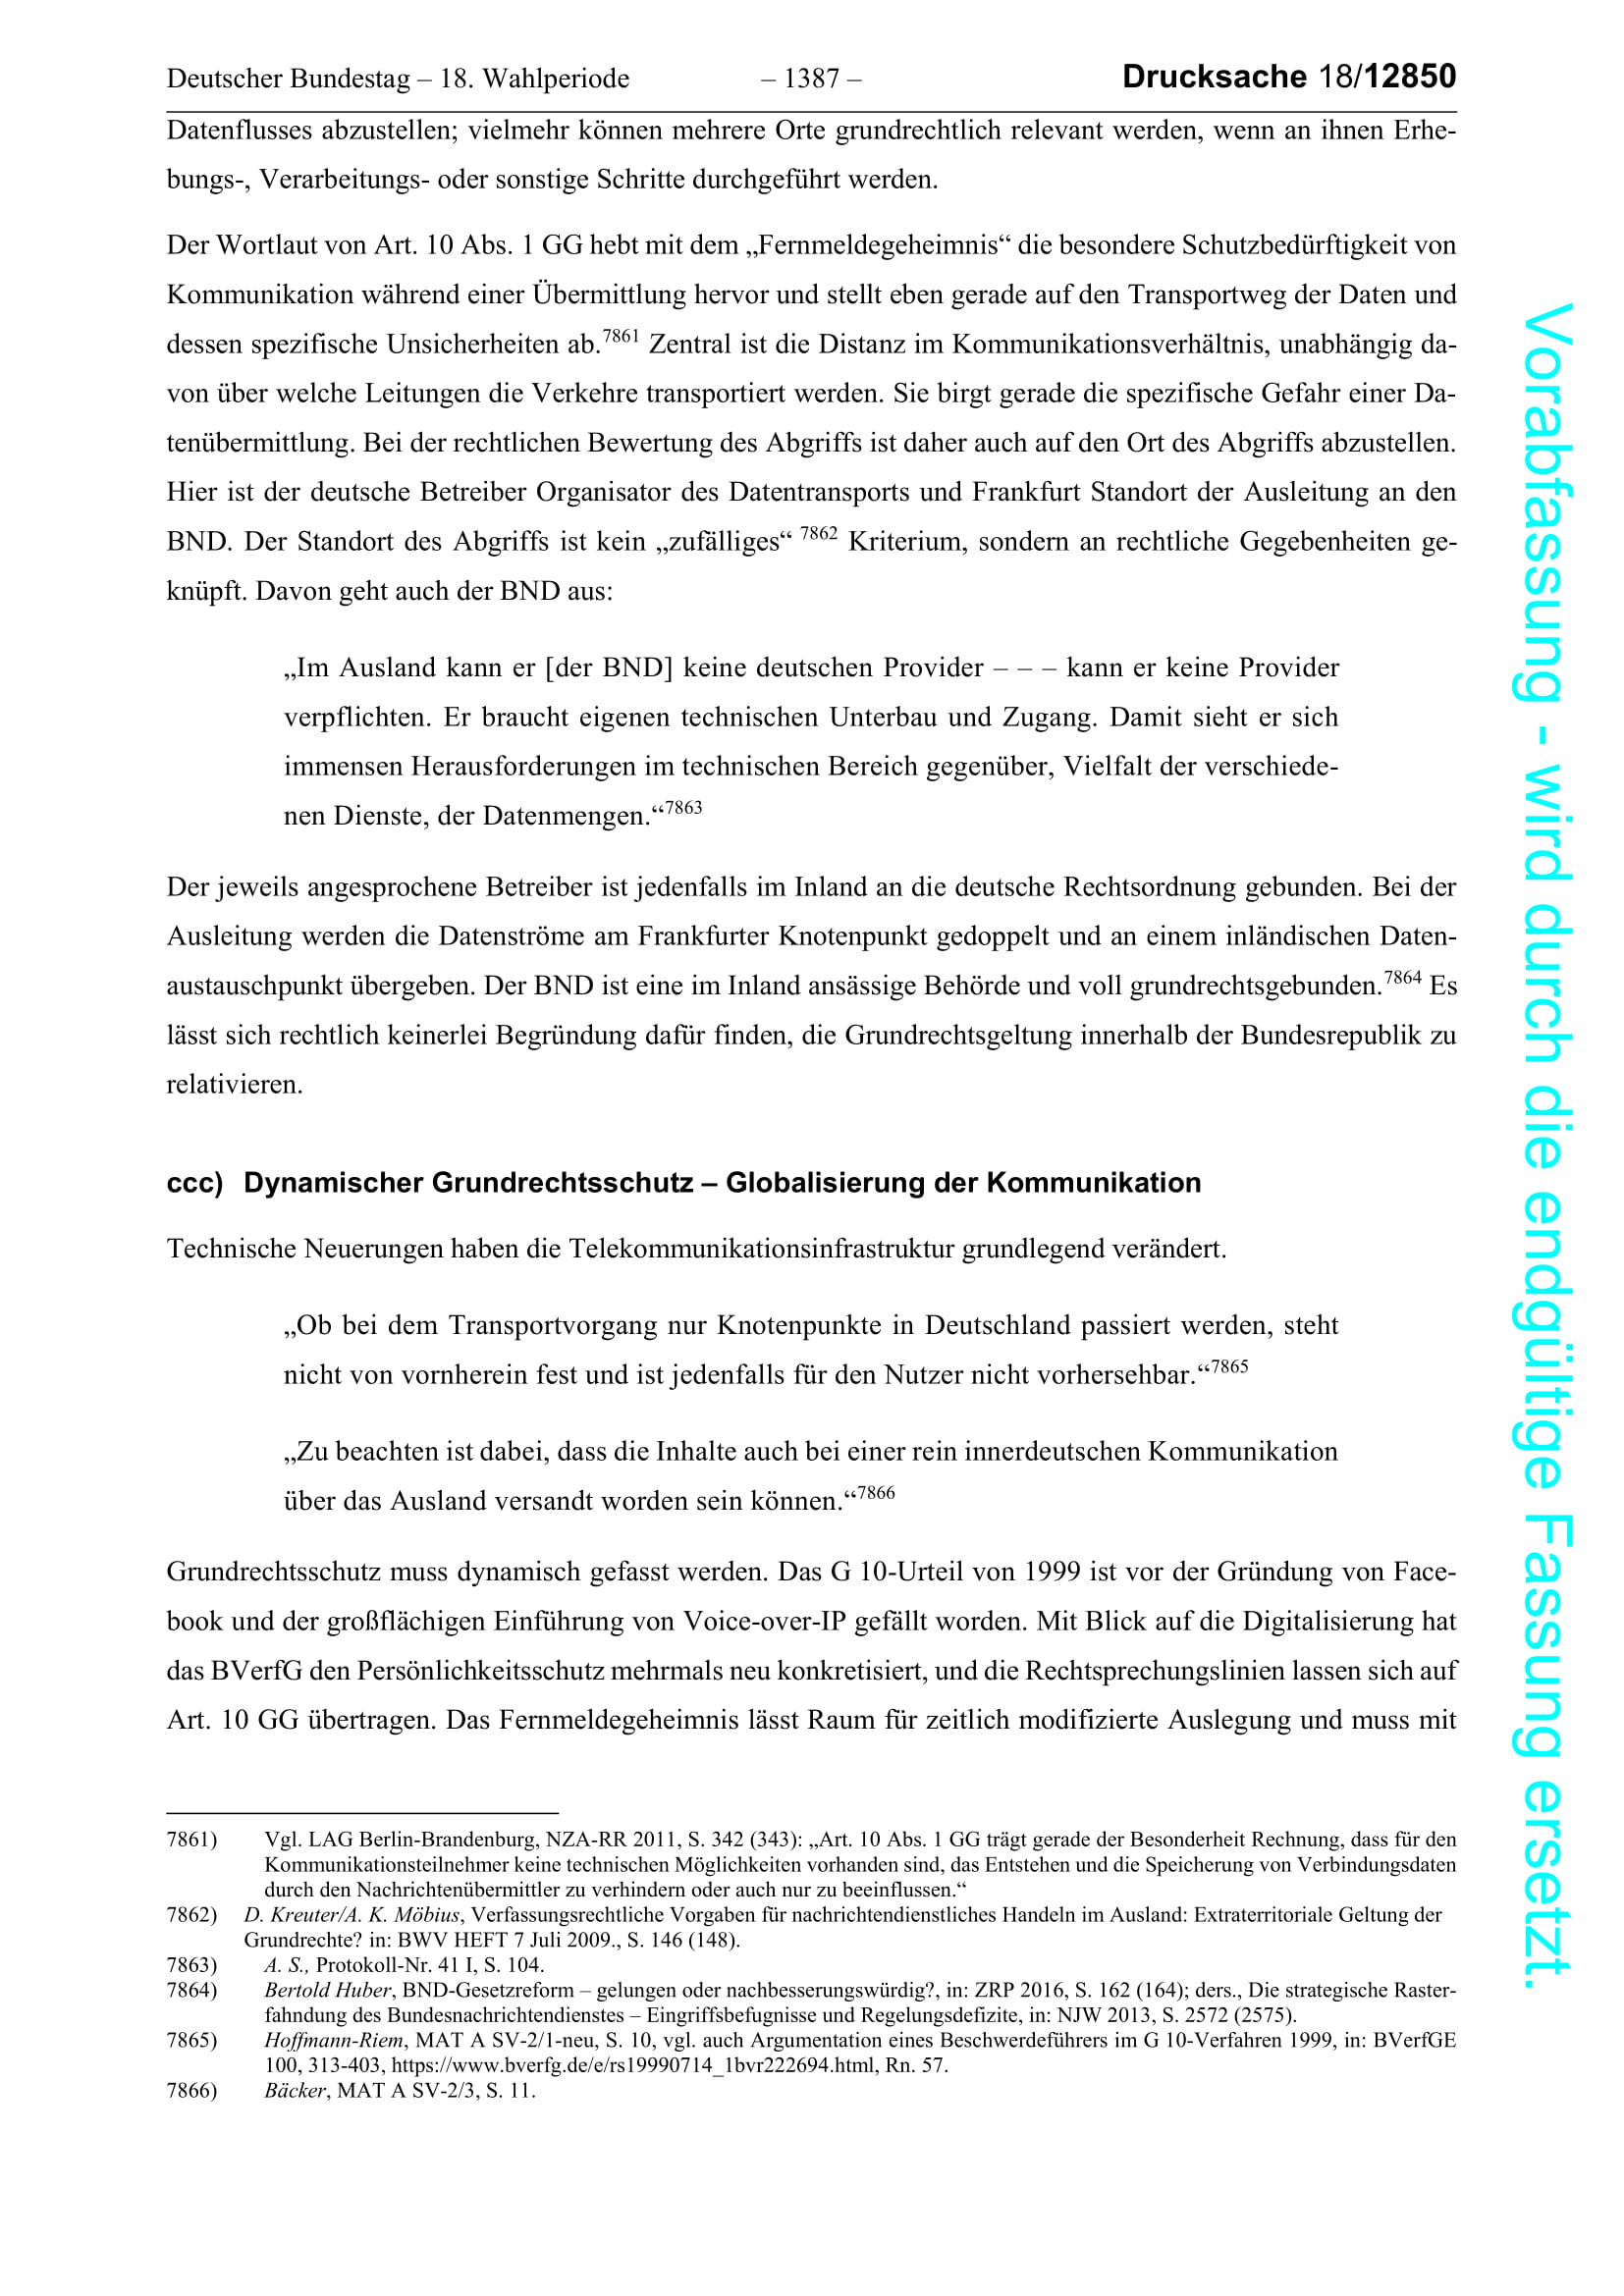 Deutscher Bundestag – 18. Wahlperiode – 1387 – Drucksache 18/12850
Datenflusses abzustellen; vielmehr können mehrere Orte grundrechtlich relevant werden, wenn an ihnen Erhe-
bungs-, Verarbeitungs- oder sonstige Schritte durchgeführt werden.
Der Wortlaut von Art. 10 Abs. 1 GG hebt mit dem „Fernmeldegeheimnis“ die besondere Schutzbedürftigkeit von
Kommunikation während einer Übermittlung hervor und stellt eben gerade auf den Transportweg der Daten und
dessen spezifische Unsicherheiten ab.7861 Zentral ist die Distanz im Kommunikationsverhältnis, unabhängig da-
von über welche Leitungen die Verkehre transportiert werden. Sie birgt gerade die spezifische Gefahr einer Da-
tenübermittlung. Bei der rechtlichen Bewertung des Abgriffs ist daher auch auf den Ort des Abgriffs abzustellen.
Hier ist der deutsche Betreiber Organisator des Datentransports und Frankfurt Standort der Ausleitung an den
BND. Der Standort des Abgriffs ist kein „zufälliges“ 7862 Kriterium, sondern an rechtliche Gegebenheiten ge-
knüpft. Davon geht auch der BND aus:
„Im Ausland kann er [der BND] keine deutschen Provider – – – kann er keine Provider
verpflichten. Er braucht eigenen technischen Unterbau und Zugang. Damit sieht er sich
immensen Herausforderungen im technischen Bereich gegenüber, Vielfalt der verschiede-
nen Dienste, der Datenmengen.“7863
Der jeweils angesprochene Betreiber ist jedenfalls im Inland an die deutsche Rechtsordnung gebunden. Bei der
Ausleitung werden die Datenströme am Frankfurter Knotenpunkt gedoppelt und an einem inländischen Daten-
austauschpunkt übergeben. Der BND ist eine im Inland ansässige Behörde und voll grundrechtsgebunden.7864 Es
lässt sich rechtlich keinerlei Begründung dafür finden, die Grundrechtsgeltung innerhalb der Bundesrepublik zu
relativieren.
ccc) Dynamischer Grundrechtsschutz – Globalisierung der Kommunikation
Technische Neuerungen haben die Telekommunikationsinfrastruktur grundlegend verändert.
„Ob bei dem Transportvorgang nur Knotenpunkte in Deutschland passiert werden, steht
nicht von vornherein fest und ist jedenfalls für den Nutzer nicht vorhersehbar.“7865
„Zu beachten ist dabei, dass die Inhalte auch bei einer rein innerdeutschen Kommunikation
über das Ausland versandt worden sein können.“7866
Grundrechtsschutz muss dynamisch gefasst werden. Das G 10-Urteil von 1999 ist vor der Gründung von Face-
book und der großflächigen Einführung von Voice-over-IP gefällt worden. Mit Blick auf die Digitalisierung hat
das BVerfG den Persönlichkeitsschutz mehrmals neu konkretisiert, und die Rechtsprechungslinien lassen sich auf
Art. 10 GG übertragen. Das Fernmeldegeheimnis lässt Raum für zeitlich modifizierte Auslegung und muss mit
7861) Vgl. LAG Berlin-Brandenburg, NZA-RR 2011, S. 342 (343): „Art. 10 Abs. 1 GG trägt gerade der Besonderheit Rechnung, dass für den
Kommunikationsteilnehmer keine technischen Möglichkeiten vorhanden sind, das Entstehen und die Speicherung von Verbindungsdaten
durch den Nachrichtenübermittler zu verhindern oder auch nur zu beeinflussen.“
7862) D. Kreuter/A. K. Möbius, Verfassungsrechtliche Vorgaben für nachrichtendienstliches Handeln im Ausland: Extraterritoriale Geltung der
Grundrechte? in: BWV HEFT 7 Juli 2009., S. 146 (148).
7863) A. S., Protokoll-Nr. 41 I, S. 104.
7864) Bertold Huber, BND-Gesetzreform – gelungen oder nachbesserungswürdig?, in: ZRP 2016, S. 162 (164); ders., Die strategische Raster-
fahndung des Bundesnachrichtendienstes – Eingriffsbefugnisse und Regelungsdefizite, in: NJW 2013, S. 2572 (2575).
7865) Hoffmann-Riem, MAT A SV-2/1-neu, S. 10, vgl. auch Argumentation eines Beschwerdeführers im G 10-Verfahren 1999, in: BVerfGE
100, 313-403, https://www.bverfg.de/e/rs19990714_1bvr222694.html, Rn. 57.
7866) Bäcker, MAT A SV-2/3, S. 11.
Vorabfassung - wird durch die endgültige Fassung ersetzt.